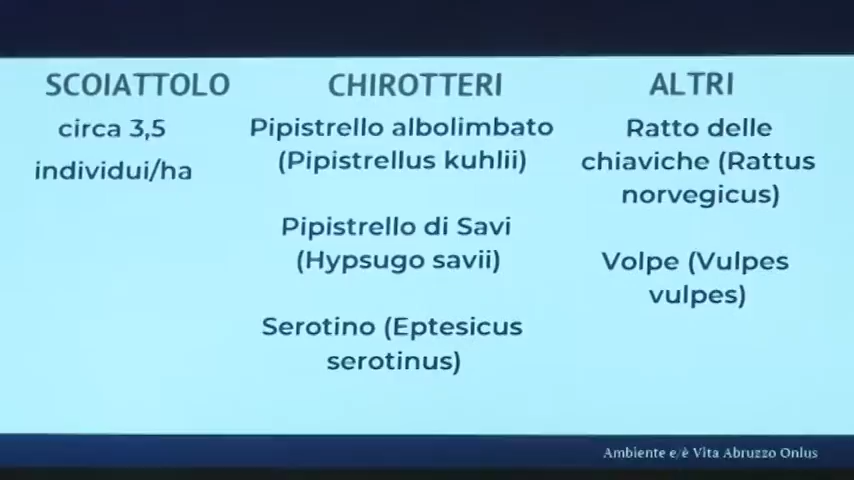 SCOIATTOLO
circa 3,5
individui/ha
CHIROTTERI
Pipistrello albolimbato
(Pipistrellus kuhlii)
Pipistrello di Savi
(Hypsugo savii)
Serotino (Eptesicus
serotinus)
ALTRI
Ratto delle
chiaviche (Rattus
norvegicus)
Volpe (Vulpes
vulpes)
Ambiente e/è Vita Abruzzo Onlus